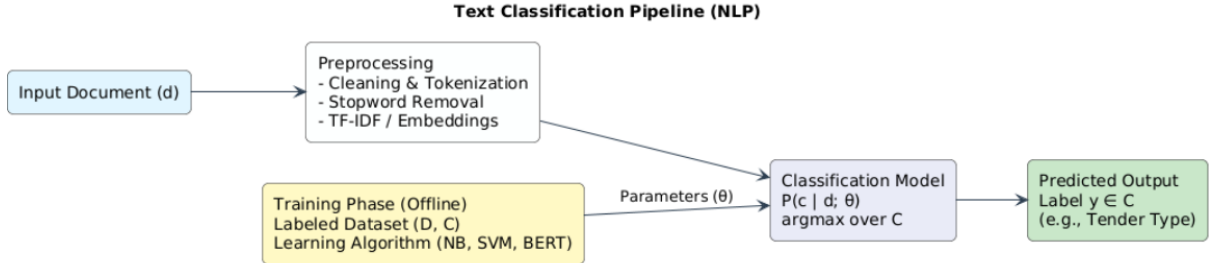 Text Classification Pipeline (NLP)
Input Document (d)
Preprocessing
- Cleaning & Tokenization
- Stopword Removal
- TF-IDF / Embeddings
Training Phase (Offline)
Labeled Dataset (D, C)
Learning Algorithm (NB, SVM, BERT)
Parameters (θ)
Classification Model
P(c | d; θ)
argmax over C
Predicted Output
Label y ∈ C
(e.g., Tender Type)